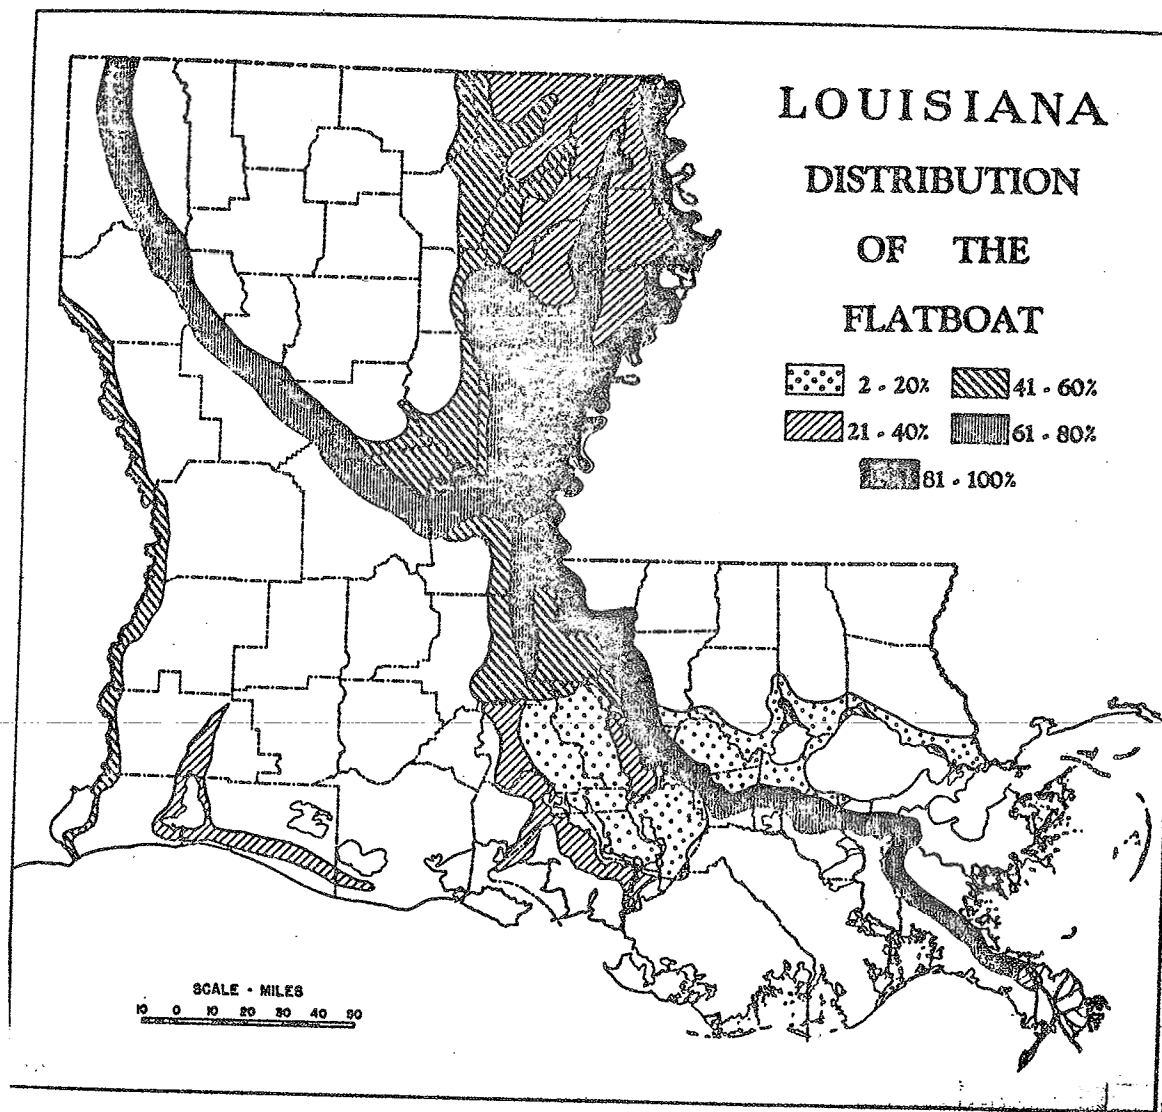 LOUISIANA
DISTRIBUTION
OF THE
FLATBOAT
2 - 20% 41 - 60%
21 - 40% 61 - 80%
81 - 100%
SCALE - MILES
10 0 10 20 30 40 50